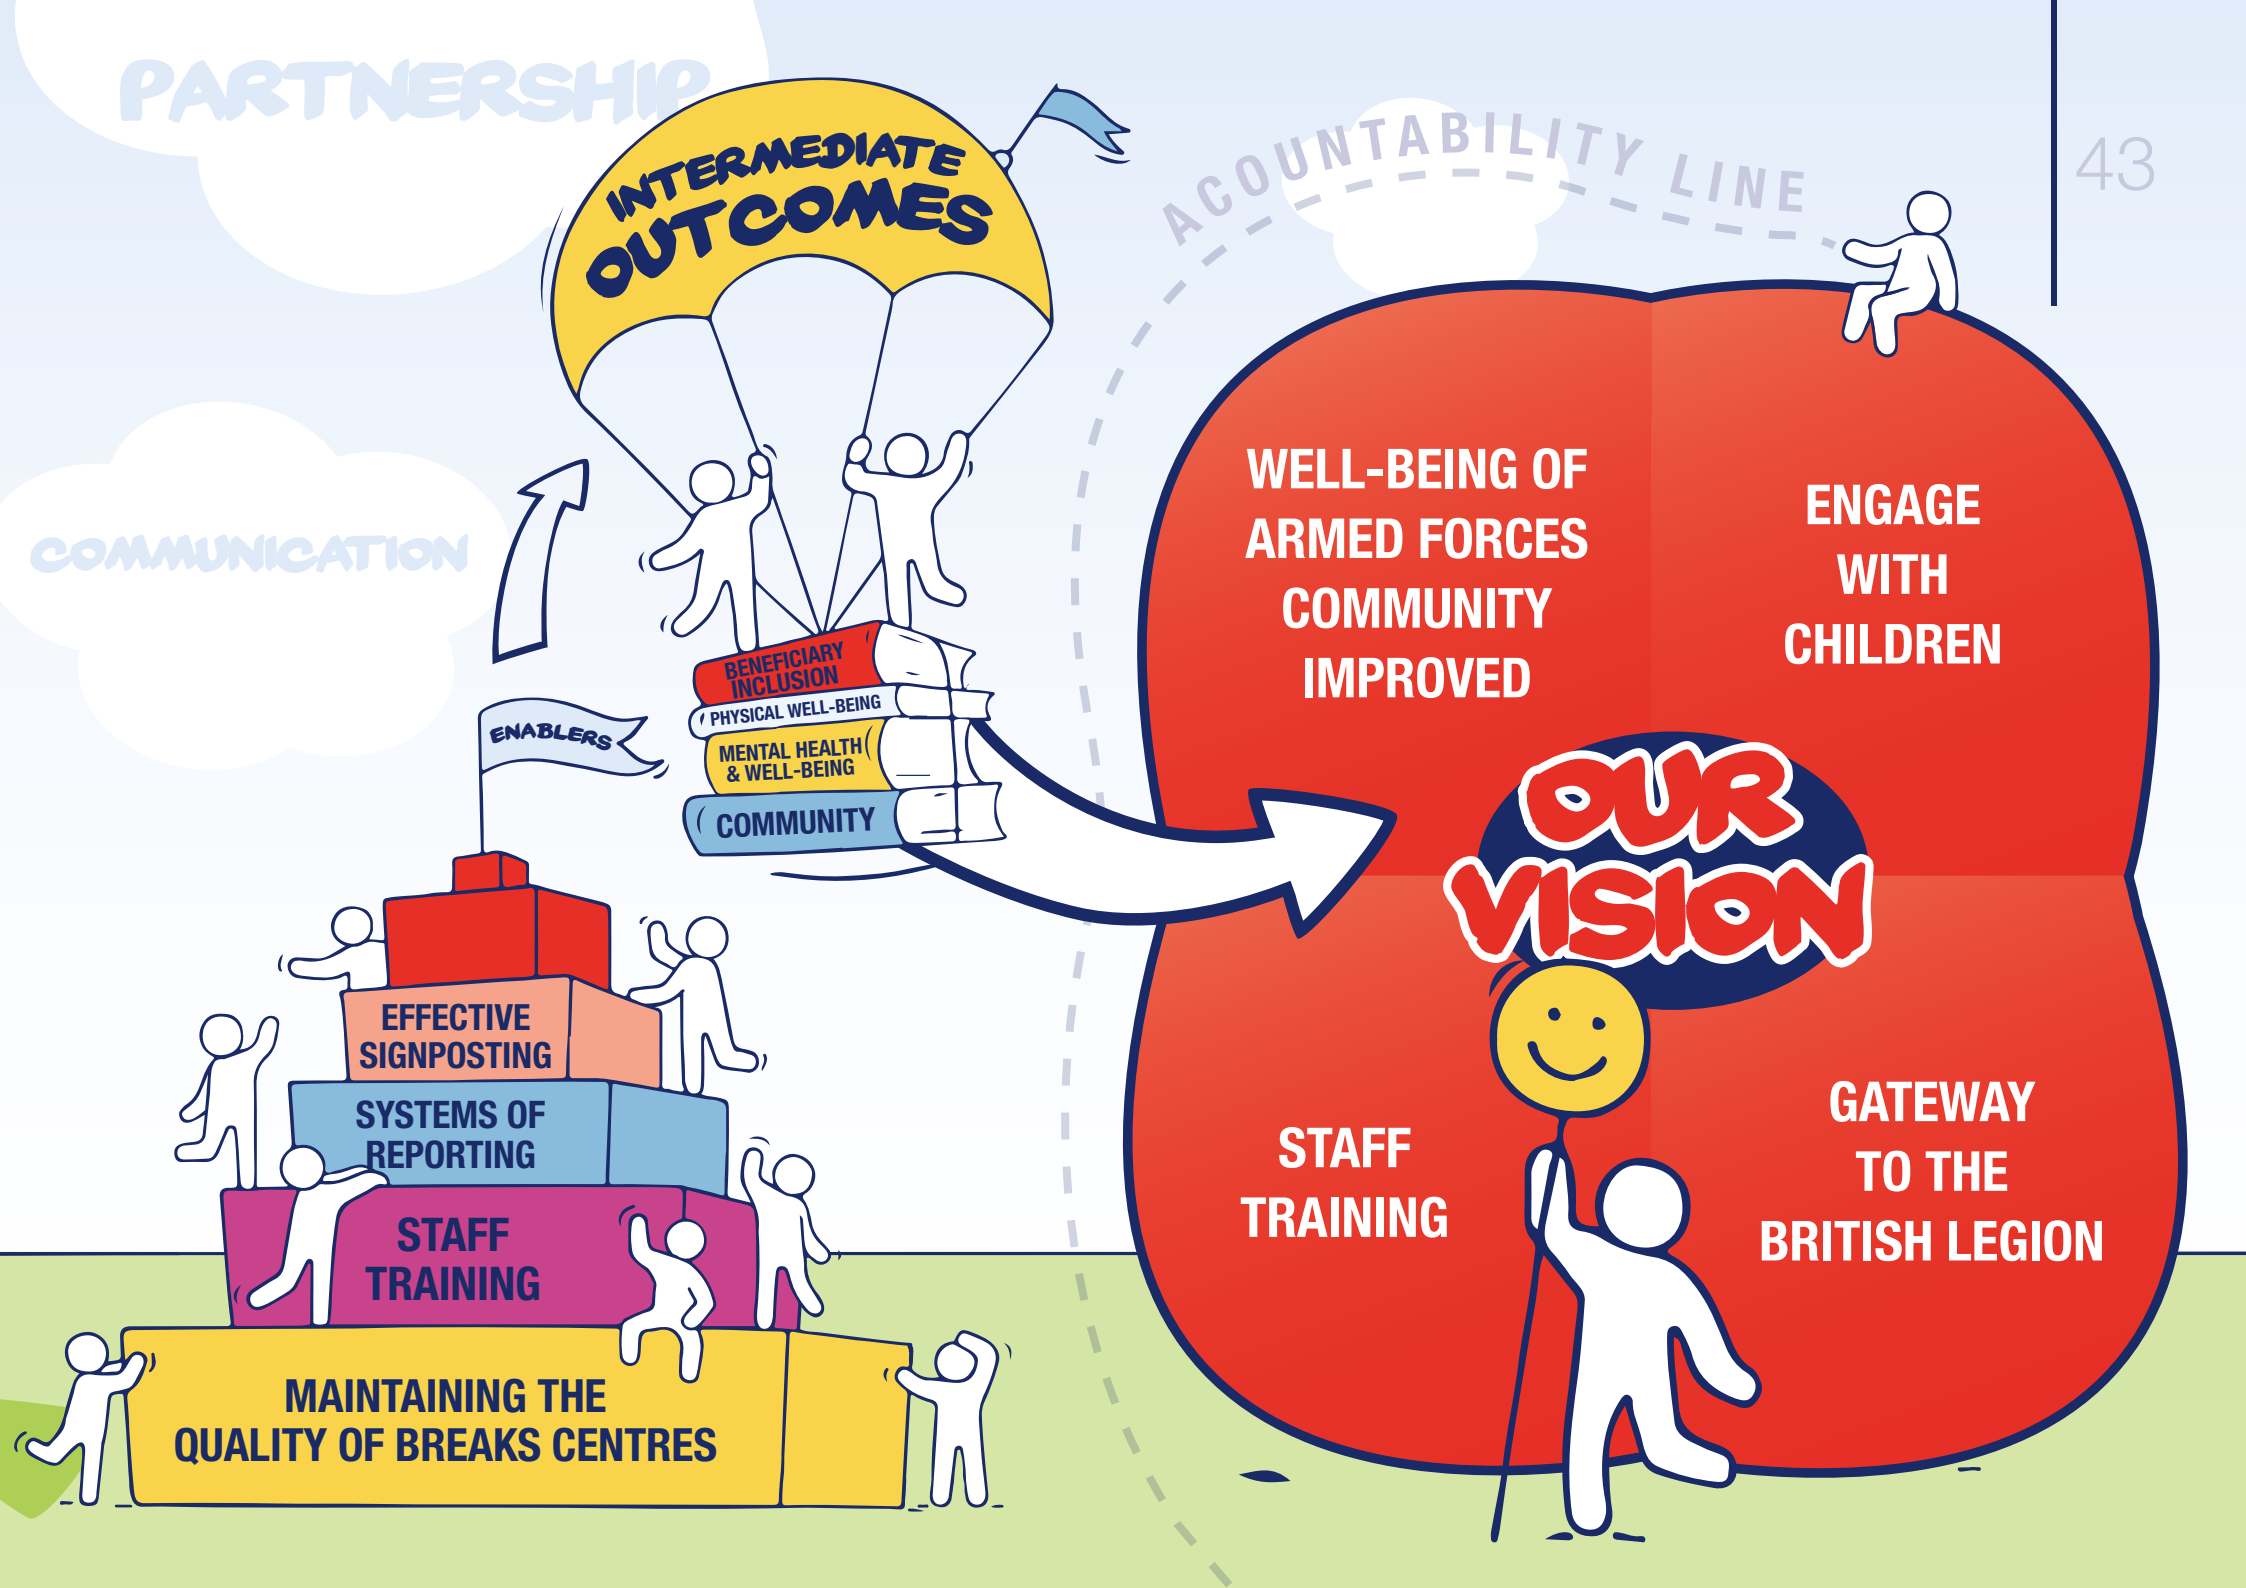 PARTNERSHIP
INTERMEDIATE
OUTCOMES
ACOUNTABILITY LINE
43
COMMUNICATION
BENEFICIARY
INCLUSION
PHYSICAL WELL-BEING
MENTAL HEALTH
& WELL-BEING
COMMUNITY
ENABLERS
EFFECTIVE
SIGNPOSTING
SYSTEMS OF
REPORTING
STAFF
TRAINING
MAINTAINING THE
QUALITY OF BREAKS CENTRES
WELL-BEING OF
ARMED FORCES
COMMUNITY
IMPROVED
ENGAGE
WITH
CHILDREN
OUR
VISION
STAFF
TRAINING
GATEWAY
TO THE
BRITISH LEGION